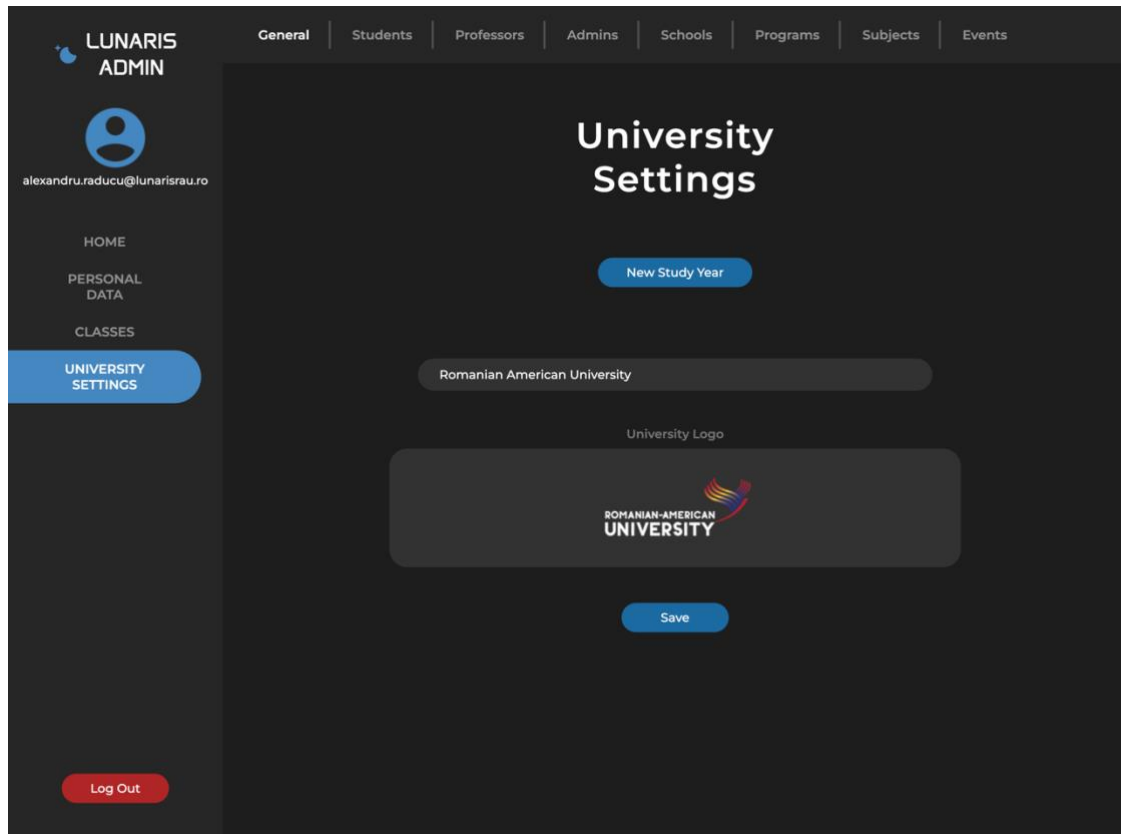 LUNARIS
ADMIN
alexandru.raducu@lunarisrau.ro
HOME
PERSONAL
DATA
CLASSES
UNIVERSITY
SETTINGS
Log Out
General Students Professors Admins Schools Programs Subjects Events
University
Settings
New Study Year
Romanian American University
University Logo
ROMANIAN-AMERICAN
UNIVERSITY
Save